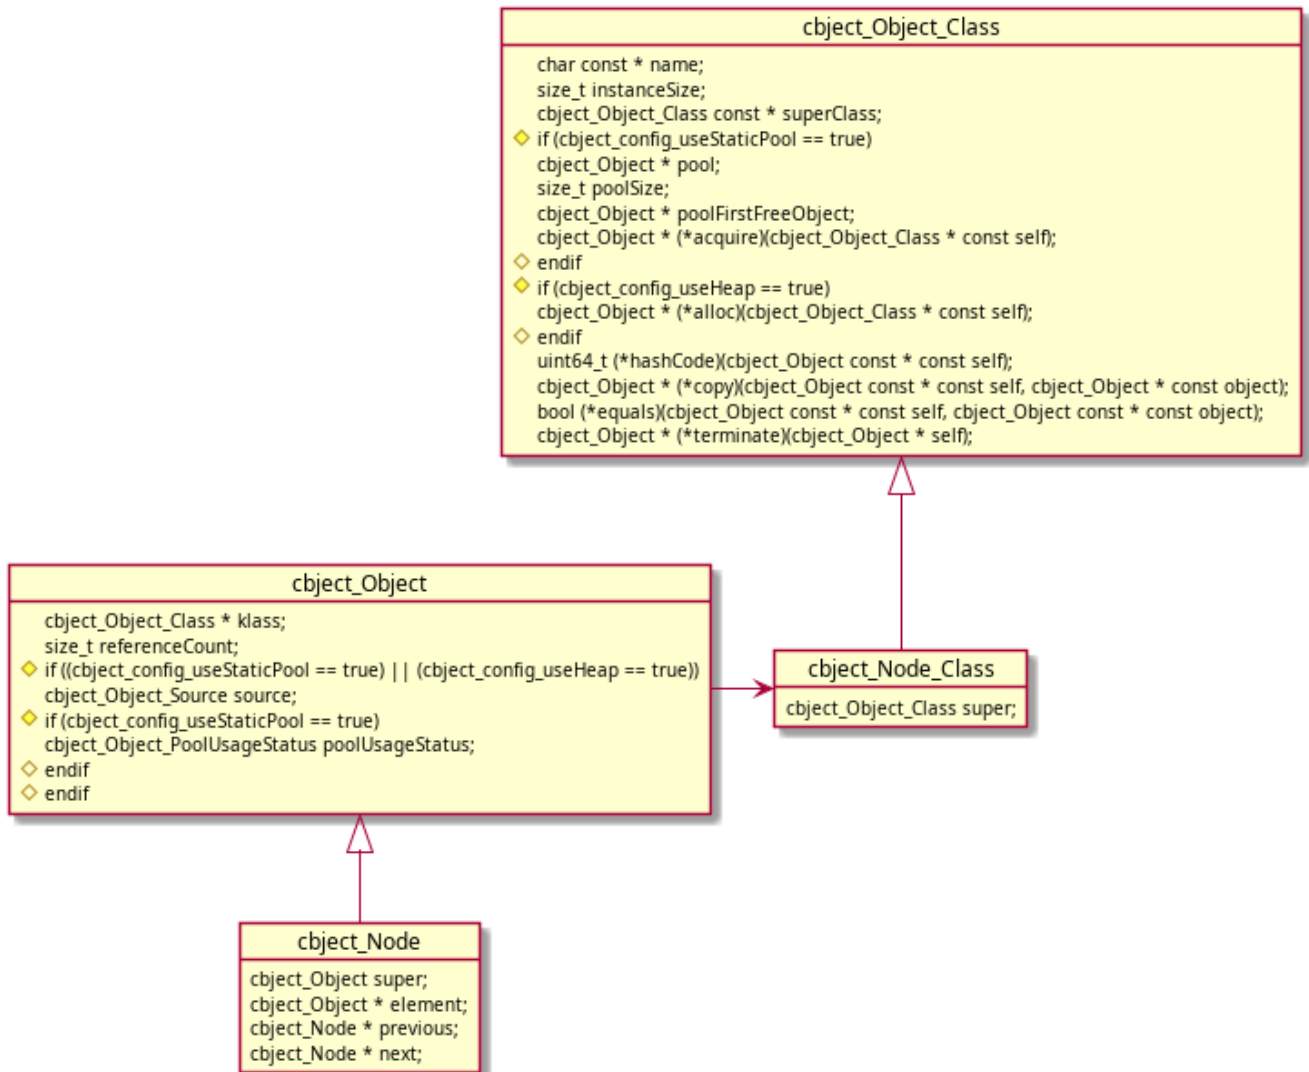 cbject_Object_Class
char const * name;
size_t instanceSize;
cbject_Object_Class const * superClass;
if (cbject_config_useStaticPool == true)
cbject_Object * pool;
size_t poolSize;
cbject_Object * poolFirstFreeObject;
cbject_Object * (*acquire)(cbject_Object_Class * const self);
endif
if (cbject_config_useHeap == true)
cbject_Object * (*alloc)(cbject_Object_Class * const self);
endif
uint64_t (*hashCode)(cbject_Object const * const self);
cbject_Object * (*copy)(cbject_Object const * const self, cbject_Object * const object);
bool (*equals)(cbject_Object const * const self, cbject_Object const * const object);
cbject_Object * (*terminate)(cbject_Object * self);
cbject_Object
cbject_Object_Class * klass;
size_t referenceCount;
if ((cbject_config_useStaticPool == true) || (cbject_config_useHeap == true))
cbject_Object_Source source;
if (cbject_config_useStaticPool == true)
cbject_Object_PoolUsageStatus poolUsageStatus;
endif
endif
cbject_Node_Class
cbject_Object_Class super;
cbject_Node
cbject_Object super;
cbject_Object * element;
cbject_Node * previous;
cbject_Node * next;